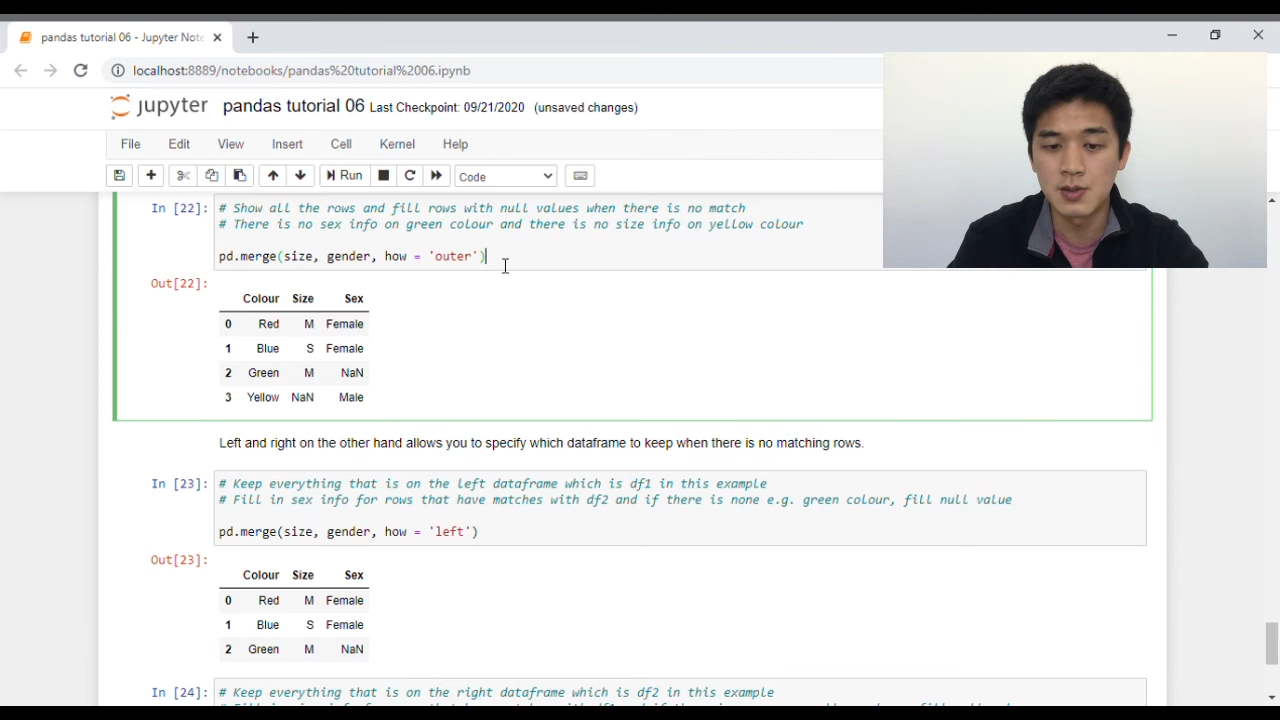 pandas tutorial 06 - Jupyter Note
localhost:8889/notebooks/pandas%20tutorial%2006.ipynb
jupyter pandas tutorial 06 Last Checkpoint: 09/21/2020 (unsaved changes)
File Edit View Insert Cell Kernel Help
Run Code
In [22]: # Show all the rows and fill rows with null values when there is no match
# There is no sex info on green colour and there is no size info on yellow colour
pd.merge(size, gender, how = 'outer')
Out[22]:
Colour Size Sex
0 Red M Female
1 Blue S Female
2 Green M NaN
3 Yellow NaN Male
Left and right on the other hand allows you to specify which dataframe to keep when there is no matching rows.
In [23]: # Keep everything that is on the left dataframe which is df1 in this example
# Fill in sex info for rows that have matches with df2 and if there is none e.g. green colour, fill null value
pd.merge(size, gender, how = 'left')
Out[23]:
Colour Size Sex
0 Red M Female
1 Blue S Female
2 Green M NaN
In [24]: # Keep everything that is on the right dataframe which is df2 in this example